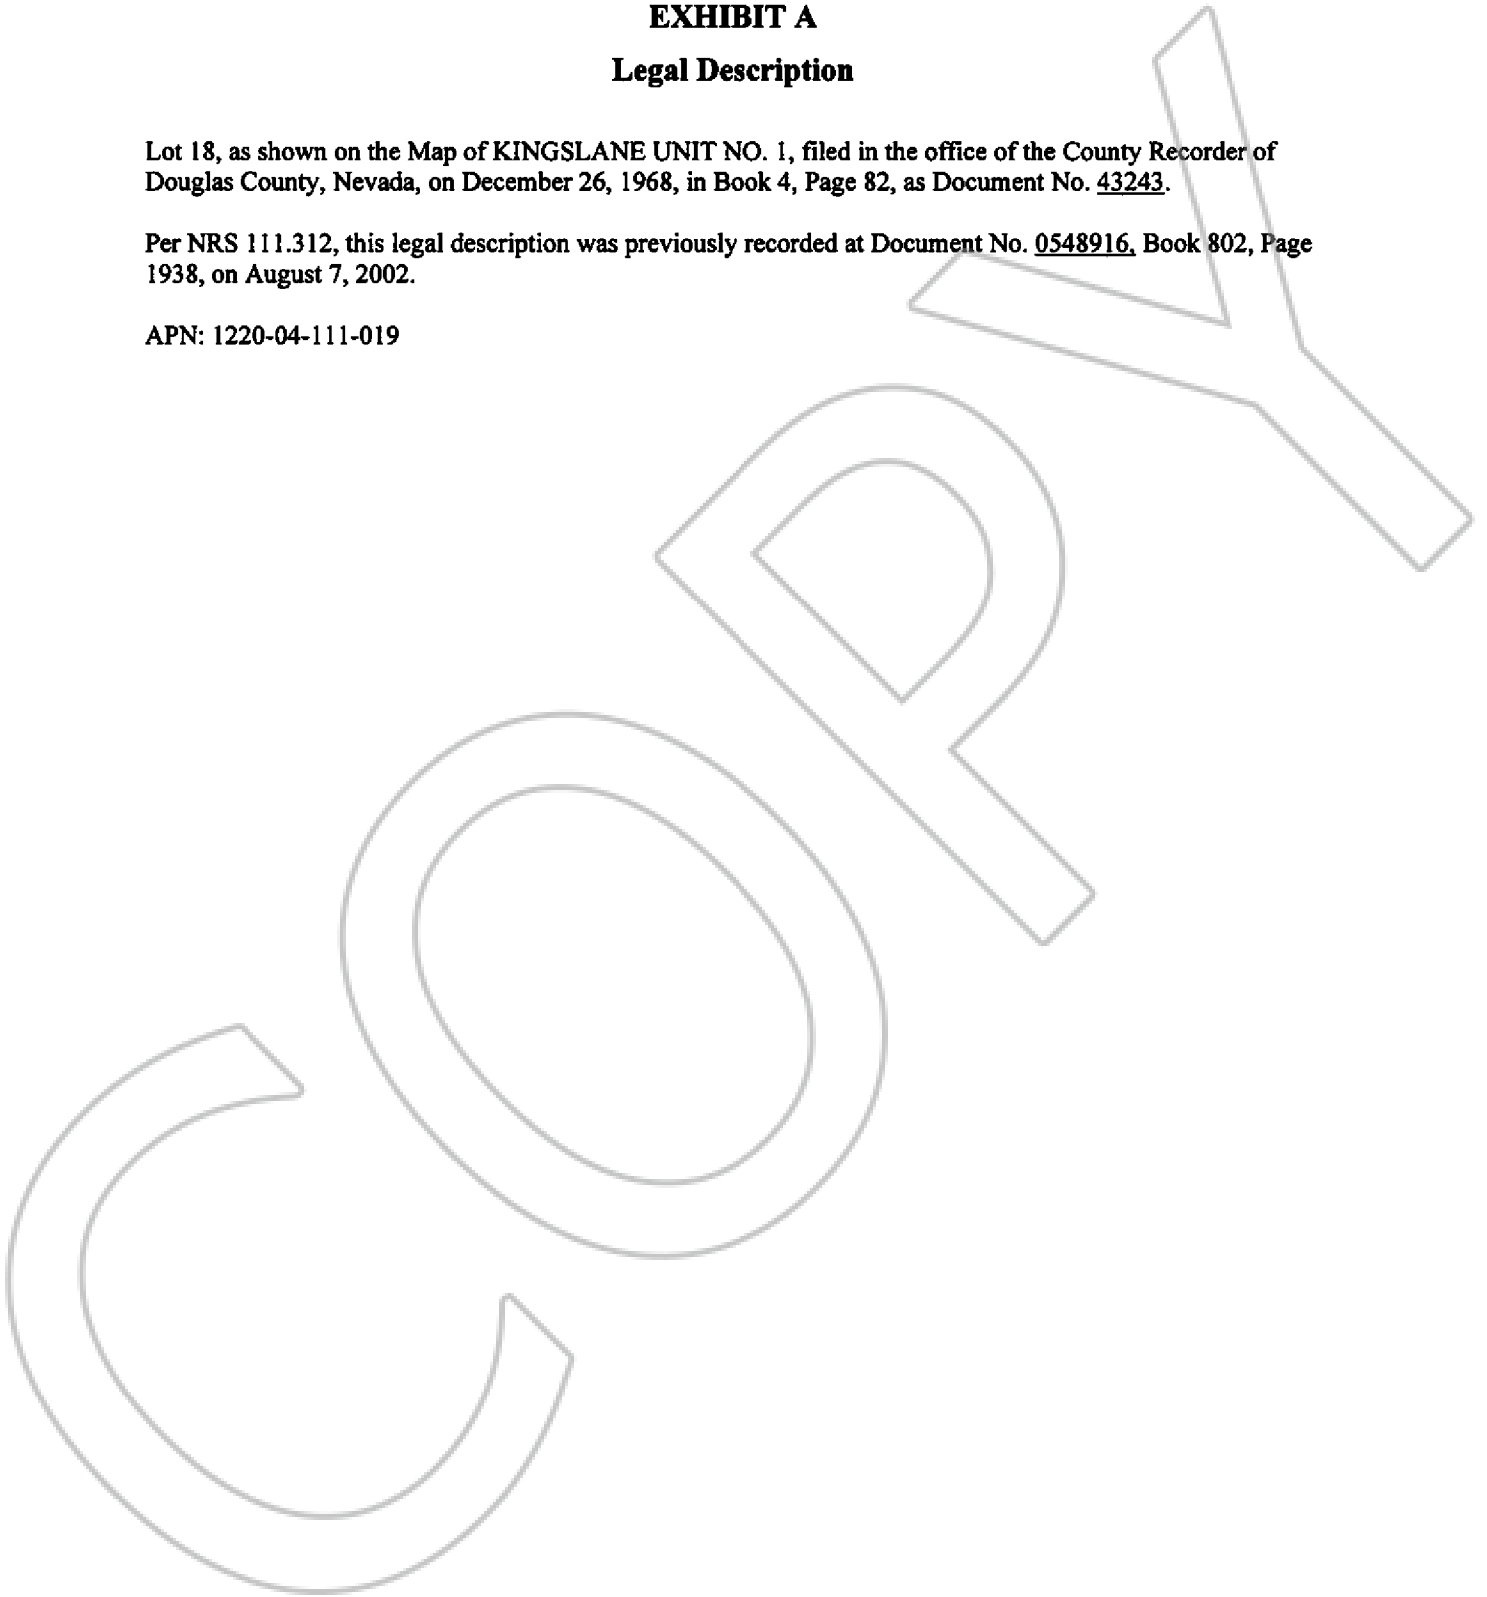 EXHIBIT A
Legal Description
Lot 18, as shown on the Map of KINGSLANE UNIT NO. 1, filed in the office of the County Recorder of
Douglas County, Nevada, on December 26, 1968, in Book 4, Page 82, as Document No. 43243.
Per NRS 111.312, this legal description was previously recorded at Document No. 0548916, Book 802, Page
1938, on August 7, 2002.
APN: 1220-04-111-019
COPY